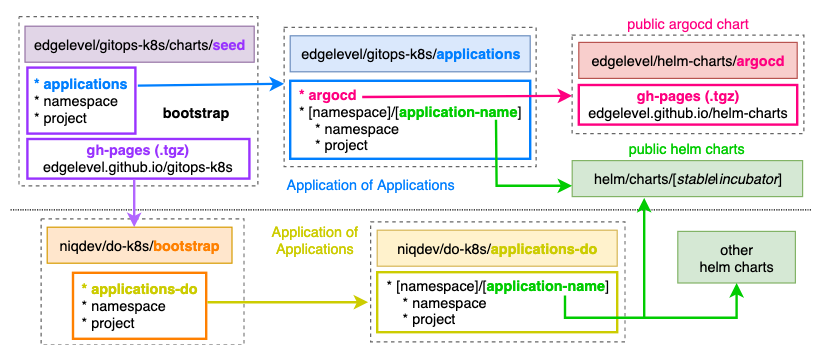 public argocd chart
edgelevel/gitops-k8s/charts/seed
* applications
* namespace
* project
bootstrap
gh-pages (.tgz)
edgelevel.github.io/gitops-k8s
edgelevel/gitops-k8s/applications
* argocd
* [namespace]/[application-name]
* namespace
* project
Application of Applications
edgelevel/helm-charts/argocd
gh-pages (.tgz)
edgelevel.github.io/helm-charts
public helm charts
helm/charts/[stable|incubator]
niqdev/do-k8s/bootstrap
* applications-do
* namespace
* project
Application of
Applications
niqdev/do-k8s/applications-do
* [namespace]/[application-name]
* namespace
* project
other
helm charts